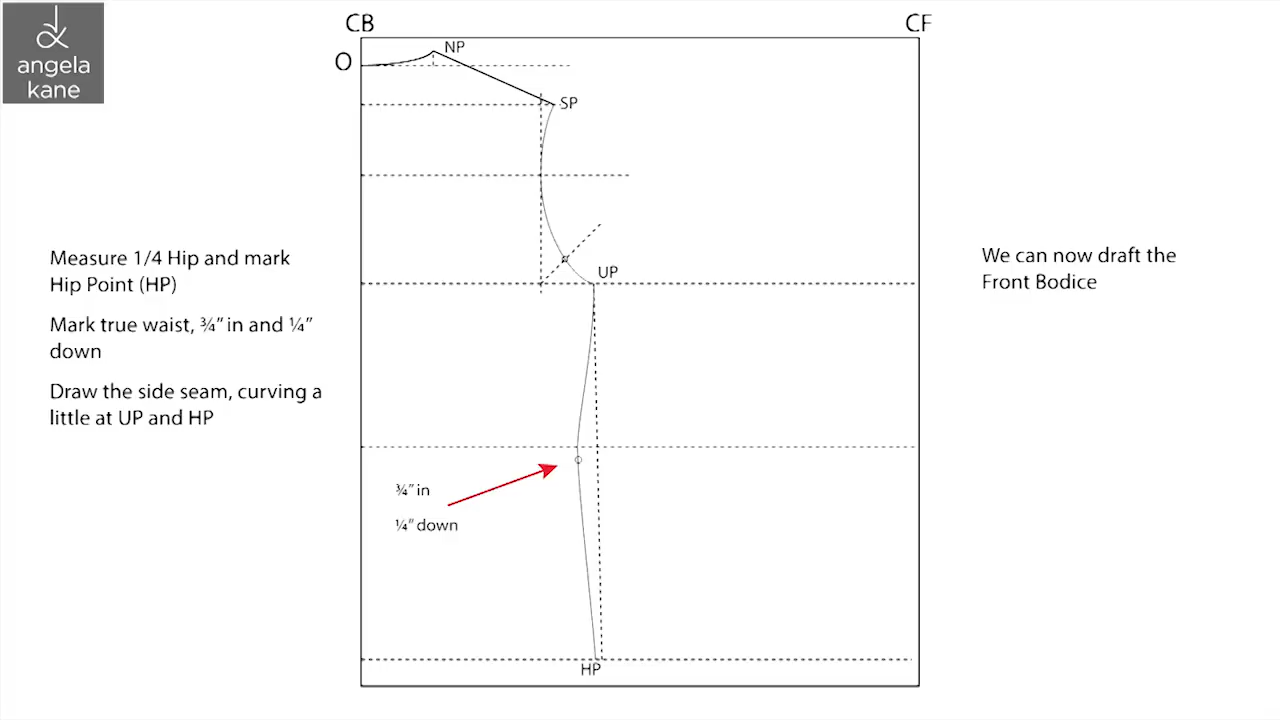 angela
kane
CB
CF
O
NP
SP
UP
Measure 1/4 Hip and mark
Hip Point (HP)
Mark true waist, ¾” in and ¼”
down
Draw the side seam, curving a
little at UP and HP
¾” in
¼” down
HP
We can now draft the
Front Bodice